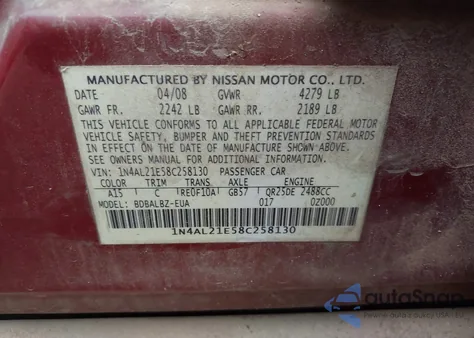 MANUFACTURED BY NISSAN MOTOR CO., LTD.
DATE 04/08 GVWR 4279 LB
GAWR FR. 2242 LB GAWR RR. 2189 LB
THIS VEHICLE CONFORMS TO ALL APPLICABLE FEDERAL MOTOR
VEHICLE SAFETY, BUMPER AND THEFT PREVENTION STANDARDS
IN EFFECT ON THE DATE OF MANUFACTURE SHOWN ABOVE.
SEE OWNER'S MANUAL FOR ADDITIONAL INFORMATION.
VIN: 1N4AL21E58C258130 PASSENGER CAR
COLOR TRIM TRANS. AXLE ENGINE
A15 C RE0F10A GB57 QR25DE 2488CC
MODEL: BDBALBZ-EUA 017 02000
1N4AL21E58C258130
autoSnap